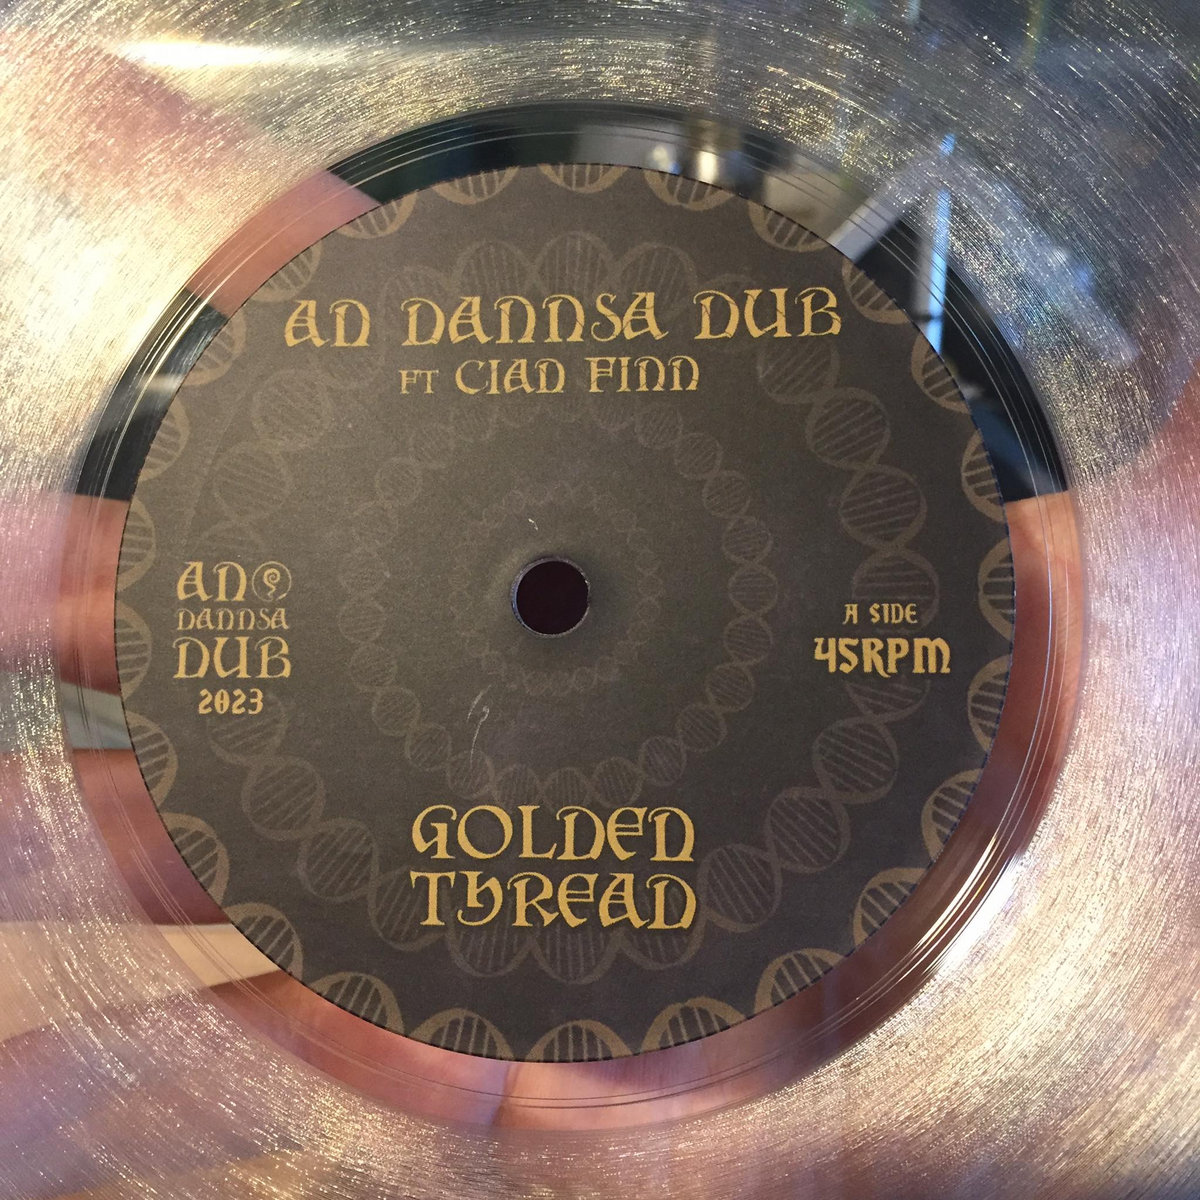 AN DANNSA DUB
FT CIAN FINN
AN
DANNSA
DUB
2023
A SIDE
45RPM
GOLDEN
THREAD